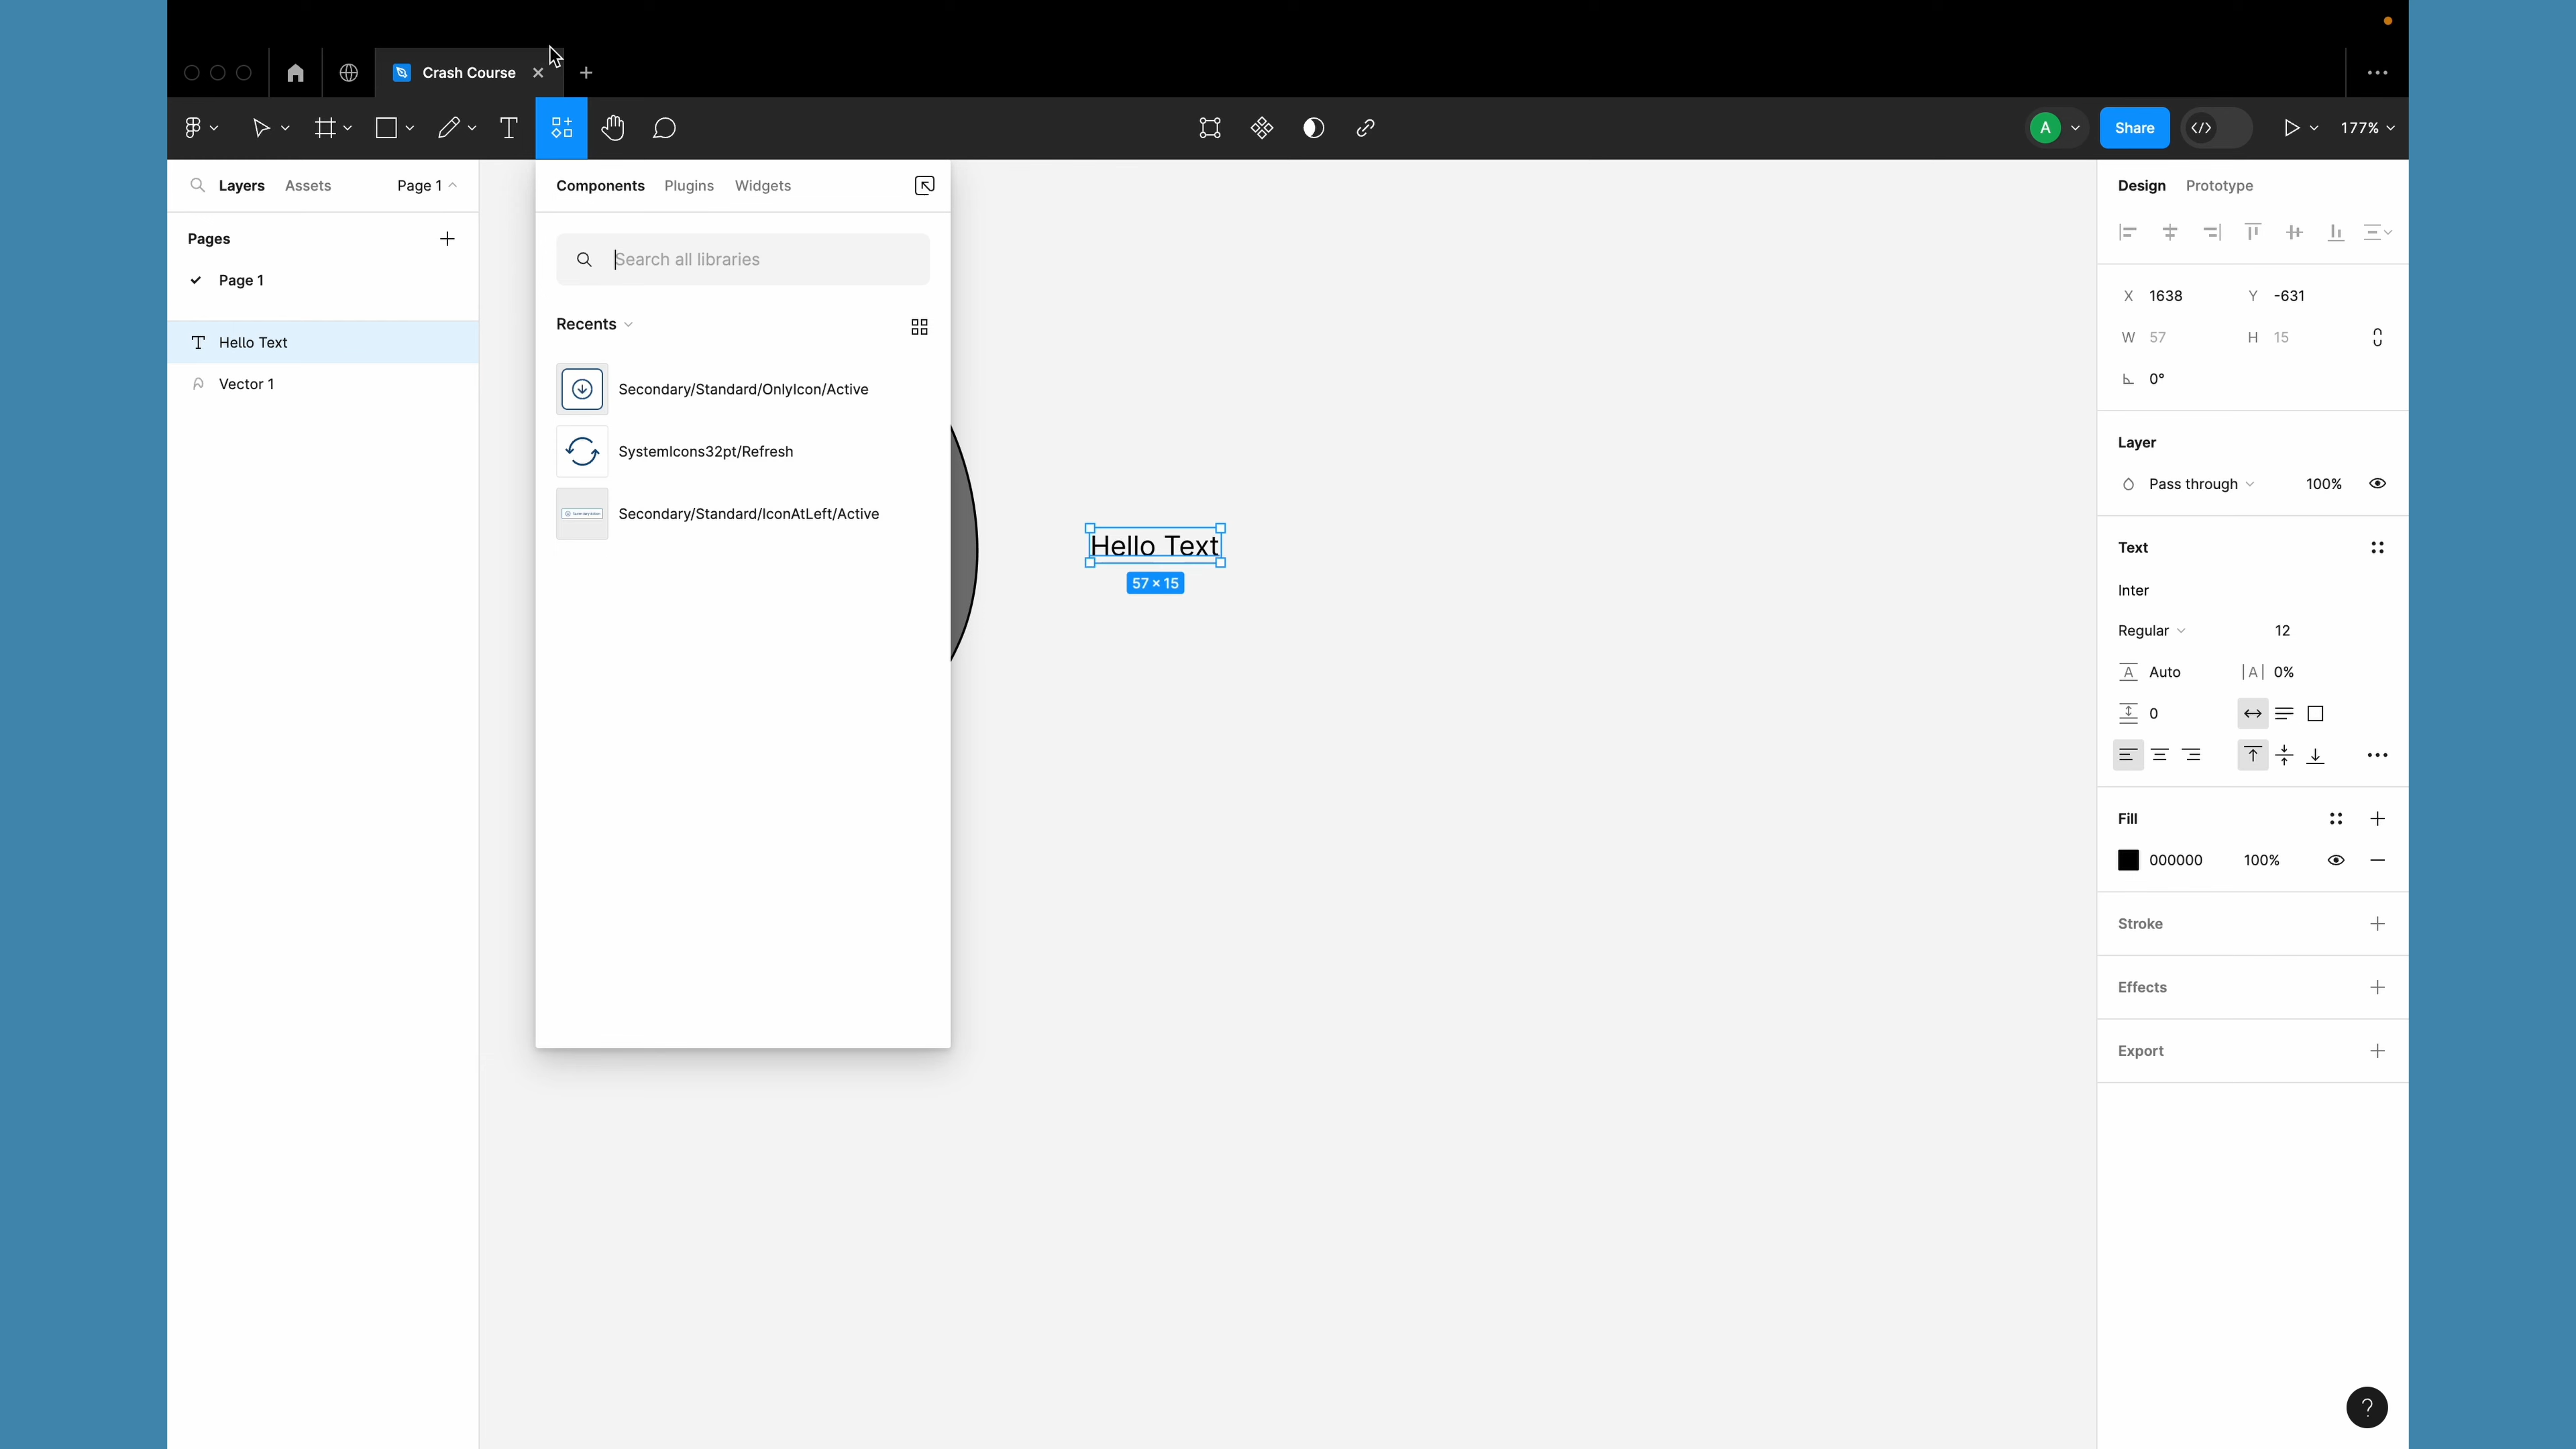 Crash Course
A
Share
177%
Layers Assets Page 1
Pages
Page 1
Hello Text
Vector 1
Components Plugins Widgets
Search all libraries
Recents
Secondary/Standard/OnlyIcon/Active
SystemIcons32pt/Refresh
Secondary/Standard/IconAtLeft/Active
Hello Text
57 × 15
Design Prototype
X 1638 Y -631
W 57 H 15
0°
Layer
Pass through 100%
Text
Inter
Regular 12
A Auto |A| 0%
0
Fill
000000 100%
Stroke
Effects
Export
?